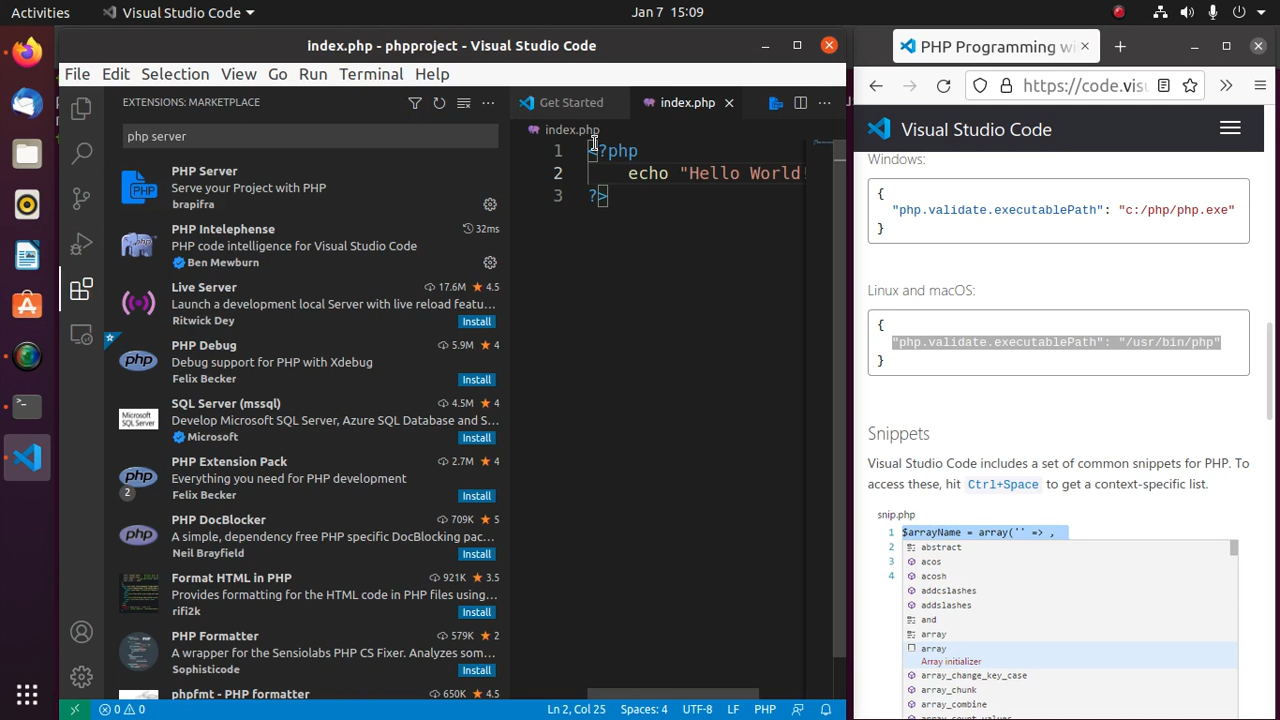 Activities
Visual Studio Code
Jan 7 15:09
index.php - phpproject - Visual Studio Code
File Edit Selection View Go Run Terminal Help
EXTENSIONS: MARKETPLACE
php server
PHP Server
Serve your Project with PHP
brapifra
PHP Intelephense 32ms
PHP code intelligence for Visual Studio Code
Ben Mewburn
Live Server 17.6M 4.5
Launch a development local Server with live reload featu...
Ritwick Dey Install
PHP Debug 5.9M 4
Debug support for PHP with Xdebug
Felix Becker Install
SQL Server (mssql) 4.5M 4
Develop Microsoft SQL Server, Azure SQL Database and S...
Microsoft Install
PHP Extension Pack 2.7M 4
Everything you need for PHP development
2 Felix Becker Install
PHP DocBlocker 709K 5
A simple, dependency free PHP specific DocBlocking pac...
Neil Brayfield Install
Format HTML in PHP 921K 3.5
Provides formatting for the HTML code in PHP files using...
rifi2k Install
PHP Formatter 579K 2
A wrapper for the Sensiolabs PHP CS Fixer. Analyzes som...
Sophisticode Install
phpfmt - PHP formatter 650K 4.5
Get Started
index.php
index.php
1 <?php
2 echo "Hello World!
3 ?>
0 0
Ln 2, Col 25 Spaces: 4 UTF-8 LF PHP
PHP Programming wi
https://code.visu
Visual Studio Code
Windows:
{
"php.validate.executablePath": "c:/php/php.exe"
}
Linux and macOS:
{
"php.validate.executablePath": "/usr/bin/php"
}
Snippets
Visual Studio Code includes a set of common snippets for PHP. To
access these, hit Ctrl+Space to get a context-specific list.
snip.php
1 $arrayName = array('' => ,
2 abstract
3 acos
4 acosh
addcslashes
addslashes
and
array
array
Array initializer
array_change_key_case
array_chunk
array_combine
array_count_values